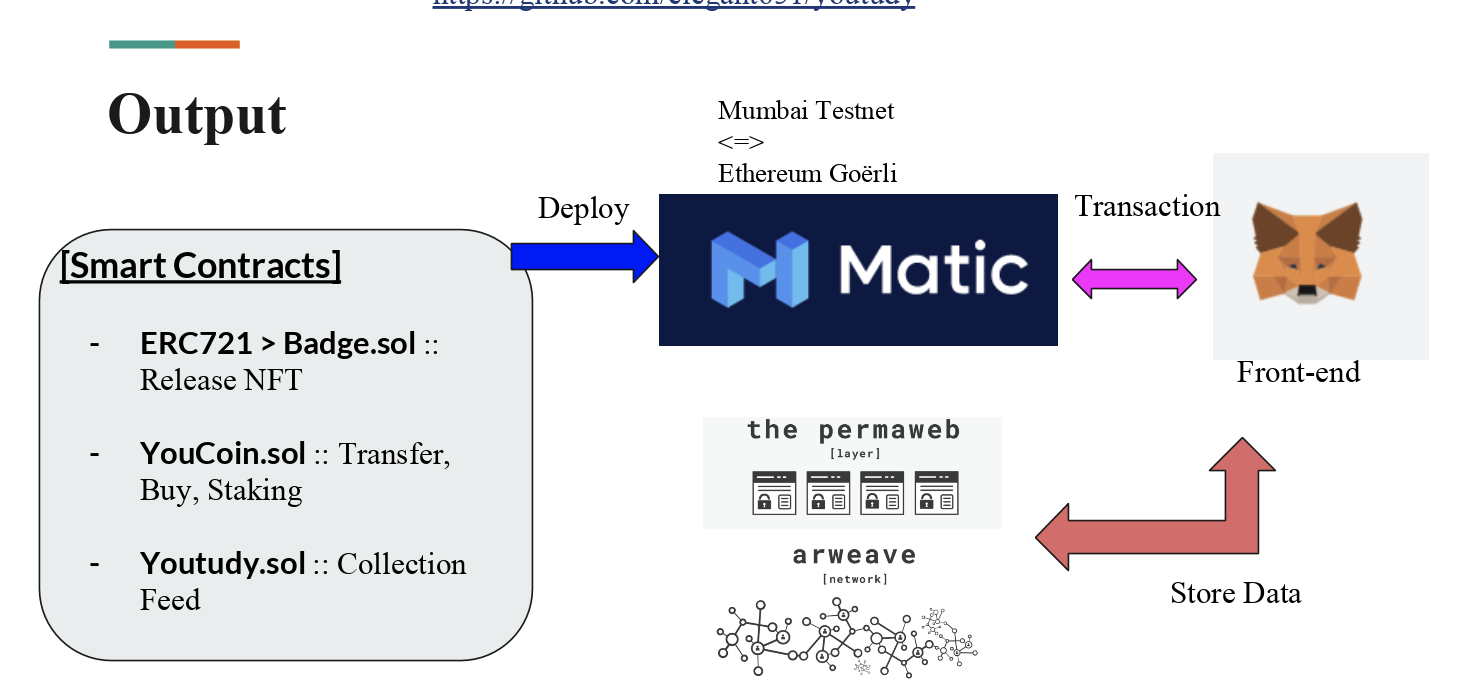 Output
Mumbai Testnet
<=>
Ethereum Goërli
Deploy
Transaction
[Smart Contracts]
Matic
- ERC721 > Badge.sol ::
Release NFT
- YouCoin.sol :: Transfer,
Buy, Staking
- Youtudy.sol :: Collection
Feed
Front-end
the permaweb
[layer]
arweave
[network]
Store Data